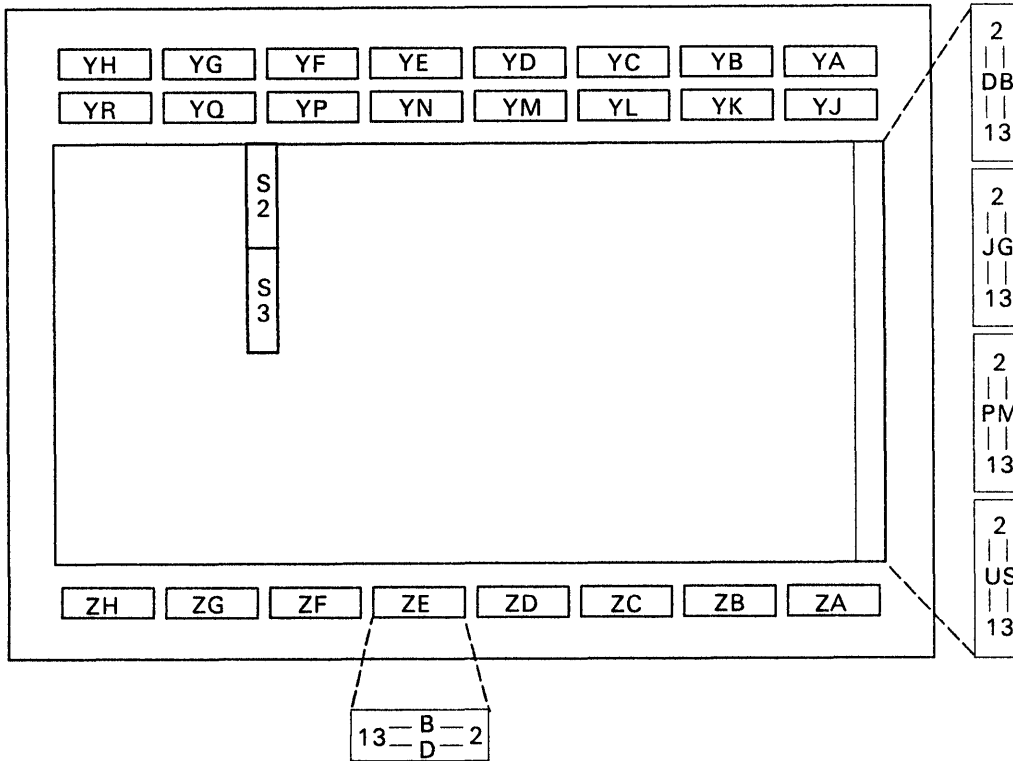 YH YG YF YE YD YC YB YA
YR YQ YP YN YM YL YK YJ
S2
S3
ZH ZG ZF ZE ZD ZC ZB ZA
13 B D 2
2 DB 13
2 JG 13
2 PM 13
2 US 13